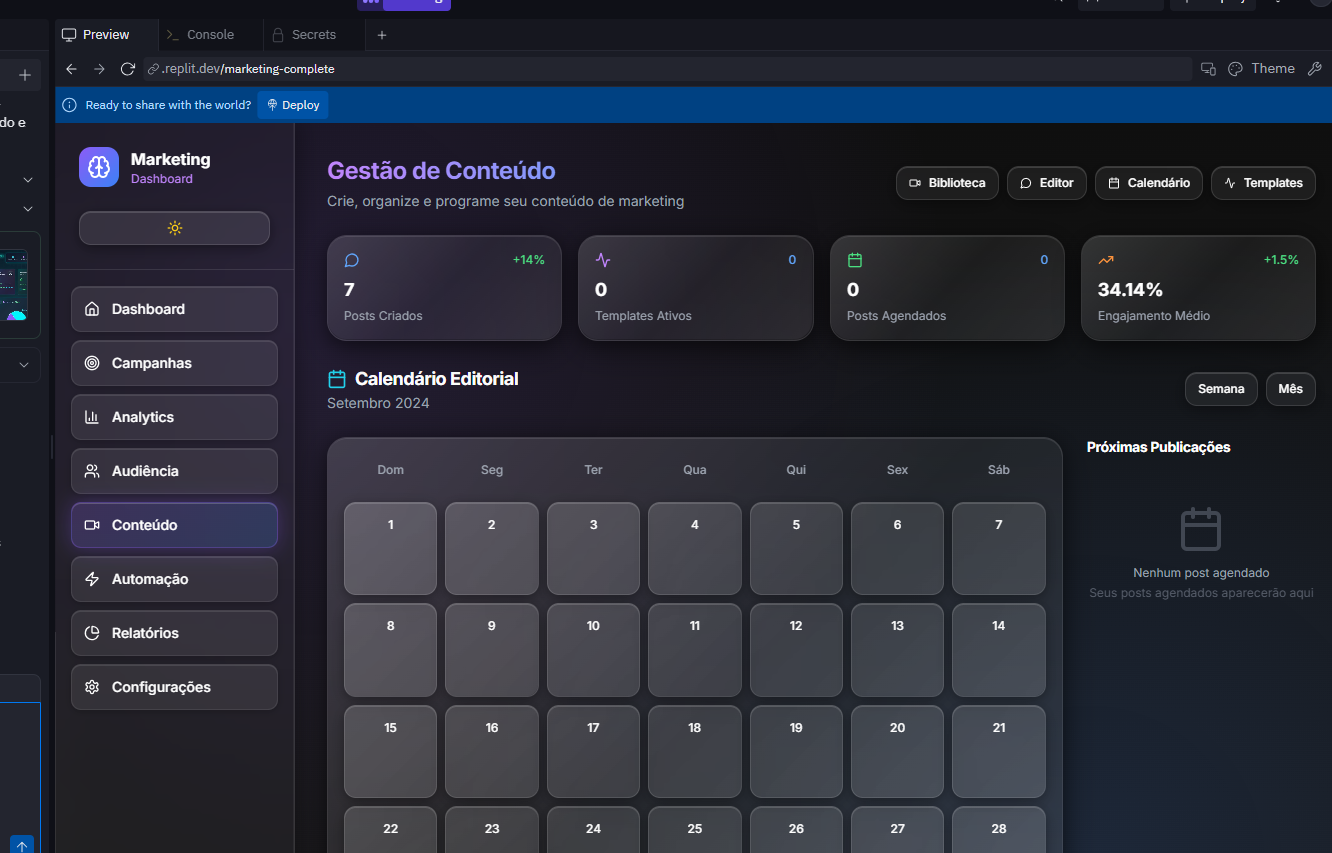 Preview
Console
Secrets
.replit.dev/marketing-complete
Theme
Ready to share with the world?
Deploy
do e
Marketing
Dashboard
Dashboard
Campanhas
Analytics
Audiência
Conteúdo
Automação
Relatórios
Configurações
Gestão de Conteúdo
Crie, organize e programe seu conteúdo de marketing
Biblioteca
Editor
Calendário
Templates
+14%
7
Posts Criados
0
0
Templates Ativos
0
0
Posts Agendados
+1.5%
34.14%
Engajamento Médio
Calendário Editorial
Setembro 2024
Semana
Mês
Dom Seg Ter Qua Qui Sex Sáb
1 2 3 4 5 6 7
8 9 10 11 12 13 14
15 16 17 18 19 20 21
22 23 24 25 26 27 28
Próximas Publicações
Nenhum post agendado
Seus posts agendados aparecerão aqui